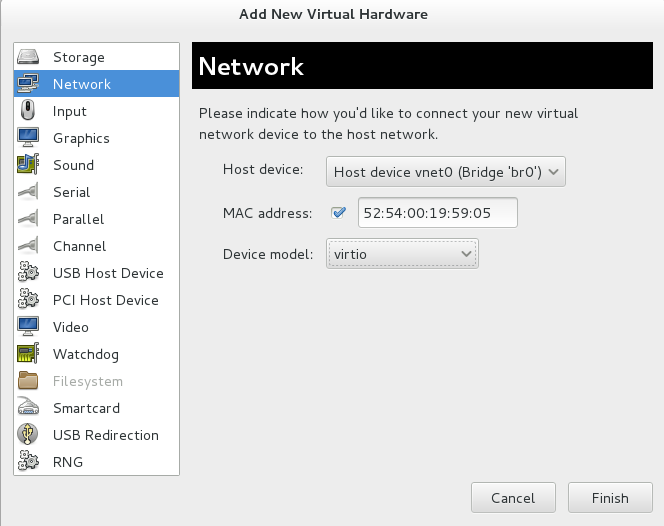 Add New Virtual Hardware
Storage
Network
Input
Graphics
Sound
Serial
Parallel
Channel
USB Host Device
PCI Host Device
Video
Watchdog
Filesystem
Smartcard
USB Redirection
RNG
Network
Please indicate how you'd like to connect your new virtual
network device to the host network.
Host device: Host device vnet0 (Bridge 'br0')
MAC address: 52:54:00:19:59:05
Device model: virtio
Cancel Finish